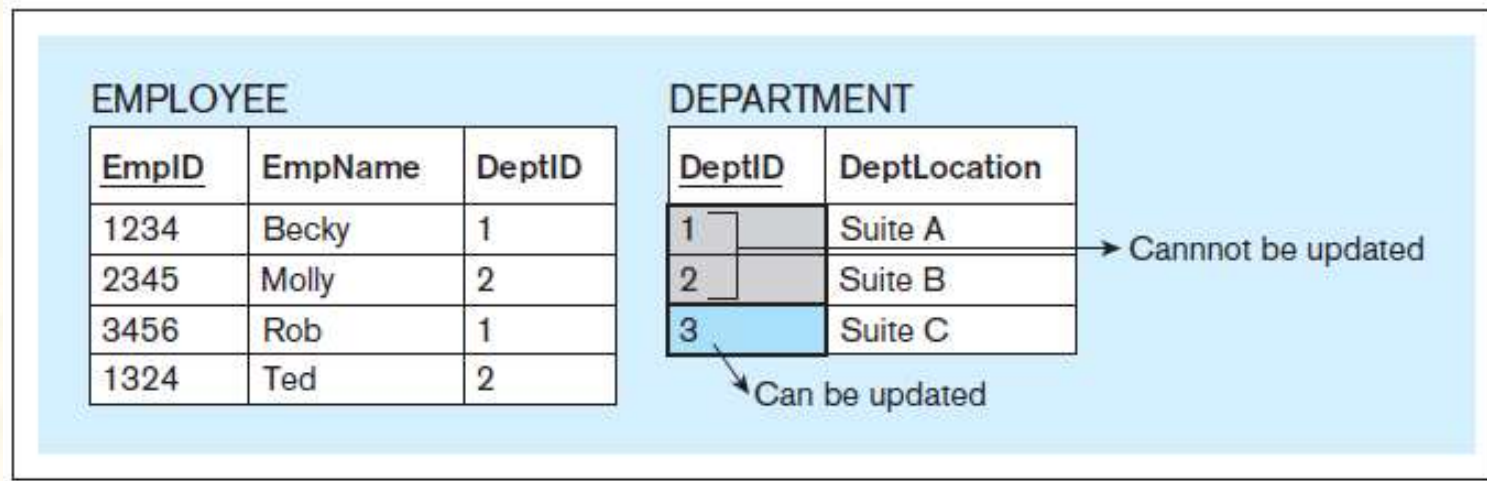 EMPLOYEE
EmpID EmpName DeptID
1234 Becky 1
2345 Molly 2
3456 Rob 1
1324 Ted 2
DEPARTMENT
DeptID DeptLocation
1 Suite A
2 Suite B
3 Suite C
Cannnot be updated
Can be updated